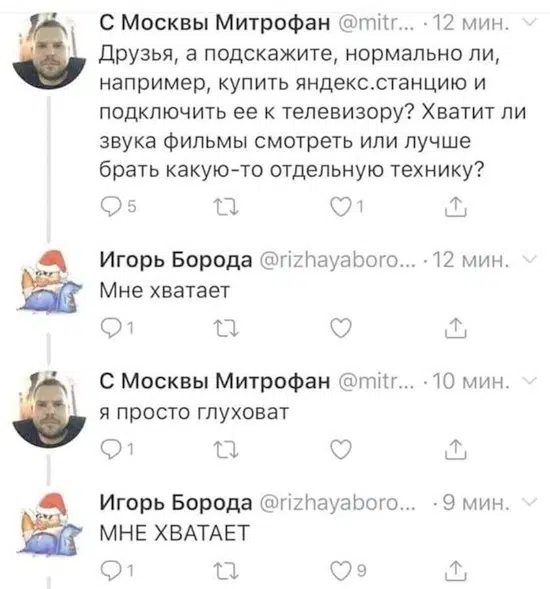 С Москвы Митрофан @mitr... · 12 мин.
Друзья, а подскажите, нормально ли,
например, купить яндекс.станцию и
подключить ее к телевизору? Хватит ли
звука фильмы смотреть или лучше
брать какую-то отдельную технику?
5 1
Игорь Борода @rizhayaboro... · 12 мин.
Мне хватает
1
С Москвы Митрофан @mitr... · 10 мин.
я просто глуховат
1
Игорь Борода @rizhayaboro... · 9 мин.
МНЕ ХВАТАЕТ
1 9